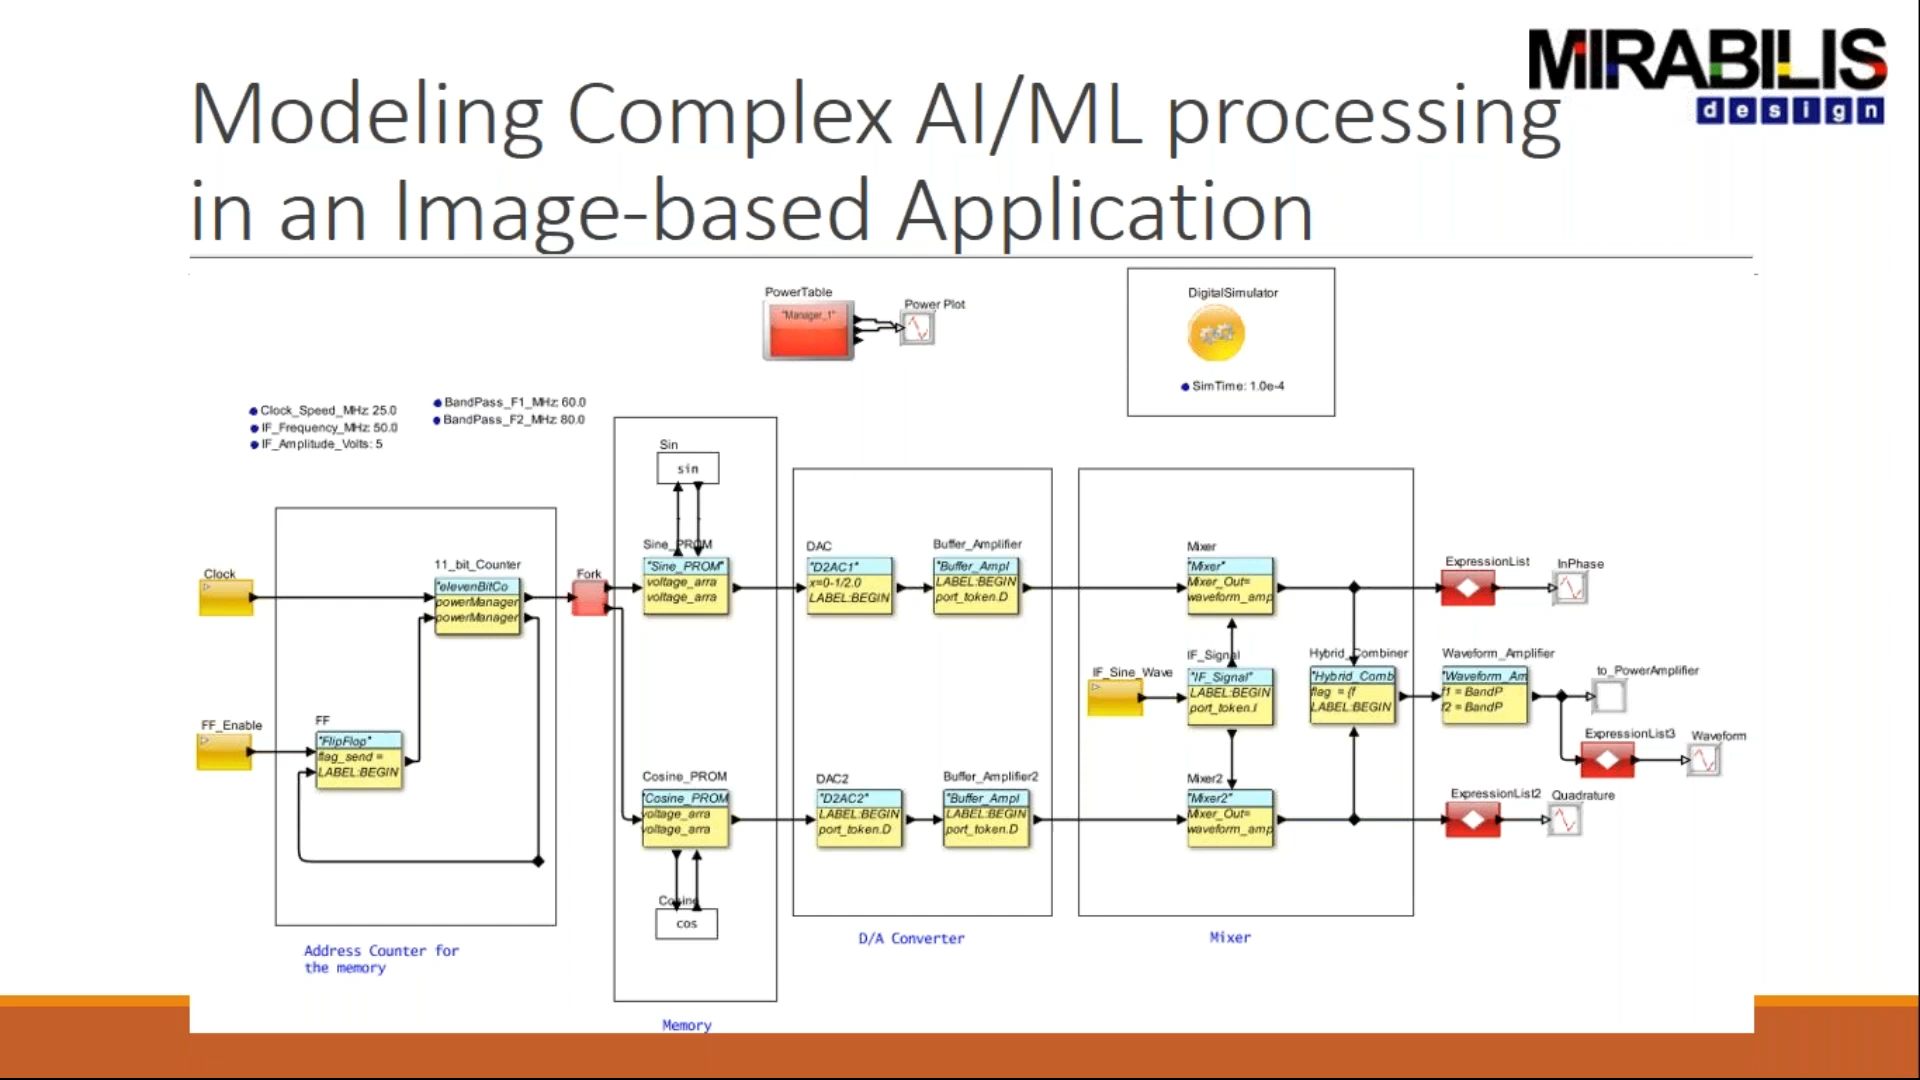 MIRABILIS
design
Modeling Complex AI/ML processing
in an Image-based Application
PowerTable
"Manager_1"
Power Plot
DigitalSimulator
SimTime: 1.0e-4
Clock_Speed_MHz: 25.0
IF_Frequency_MHz: 50.0
IF_Amplitude_Volts: 5
BandPass_F1_MHz: 60.0
BandPass_F2_MHz: 80.0
Clock
FF_Enable
FF
"FlipFlop"
flag_send =
LABEL:BEGIN
11_bit_Counter
"elevenBitCo
powerManager
powerManager
Address Counter for
the memory
Fork
Sin
sin
Sine_PROM
"Sine_PROM"
voltage_arra
voltage_arra
Cosine_PROM
"Cosine_PROM
voltage_arra
voltage_arra
Cosine
cos
Memory
DAC
"D2AC1"
x=0-1/2.0
LABEL:BEGIN
Buffer_Amplifier
"Buffer_Ampl
LABEL:BEGIN
port_token.D
DAC2
"D2AC2"
LABEL:BEGIN
port_token.D
Buffer_Amplifier2
"Buffer_Ampl
LABEL:BEGIN
port_token.D
D/A Converter
Mixer
"Mixer"
Mixer_Out=
waveform_amp
IF_Sine_Wave
IF_Signal
"IF_Signal"
LABEL:BEGIN
port_token.I
Hybrid_Combiner
"Hybrid_Comb
flag = {f
LABEL:BEGIN
Mixer2
"Mixer2"
Mixer_Out=
waveform_amp
Mixer
ExpressionList
InPhase
Waveform_Amplifier
"Waveform_Am
f1 = BandP
f2 = BandP
to_PowerAmplifier
ExpressionList3
Waveform
ExpressionList2
Quadrature